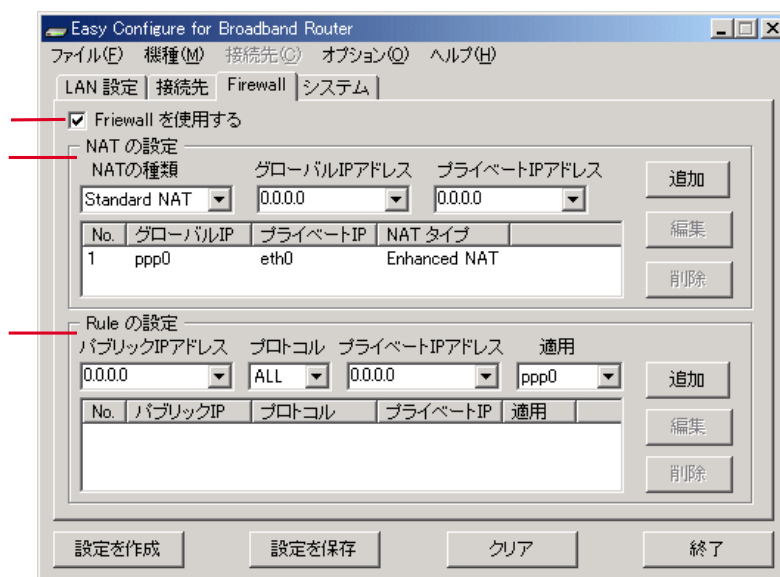 Easy Configure for Broadband Router
ファイル(F) 機種(M) 接続先(C) オプション(O) ヘルプ(H)
LAN 設定 接続先 Firewall システム
Friewall を使用する
NAT の設定
NATの種類 グローバルIPアドレス プライベートIPアドレス
Standard NAT 0.0.0.0 0.0.0.0 追加
No. グローバルIP プライベートIP NAT タイプ 編集
1 ppp0 eth0 Enhanced NAT
削除
Rule の設定
パブリックIPアドレス プロトコル プライベートIPアドレス 適用
0.0.0.0 ALL 0.0.0.0 ppp0 追加
No. パブリックIP プロトコル プライベートIP 適用
編集
削除
設定を作成 設定を保存 クリア 終了